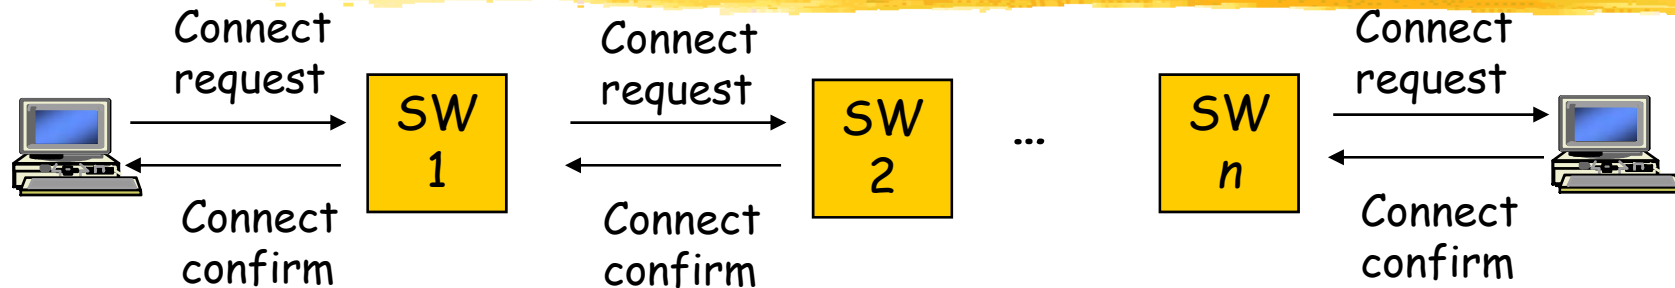 Connect
request
Connect
request
Connect
request
SW
1
SW
2
...
SW
n
Connect
confirm
Connect
confirm
Connect
confirm